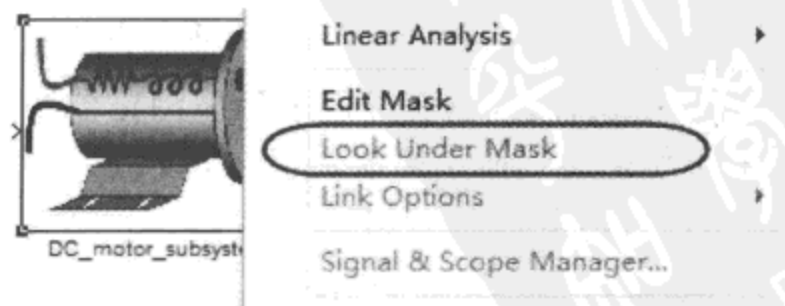 Linear Analysis
Edit Mask
Look Under Mask
Link Options
Signal & Scope Manager...
DC_motor_subsyst